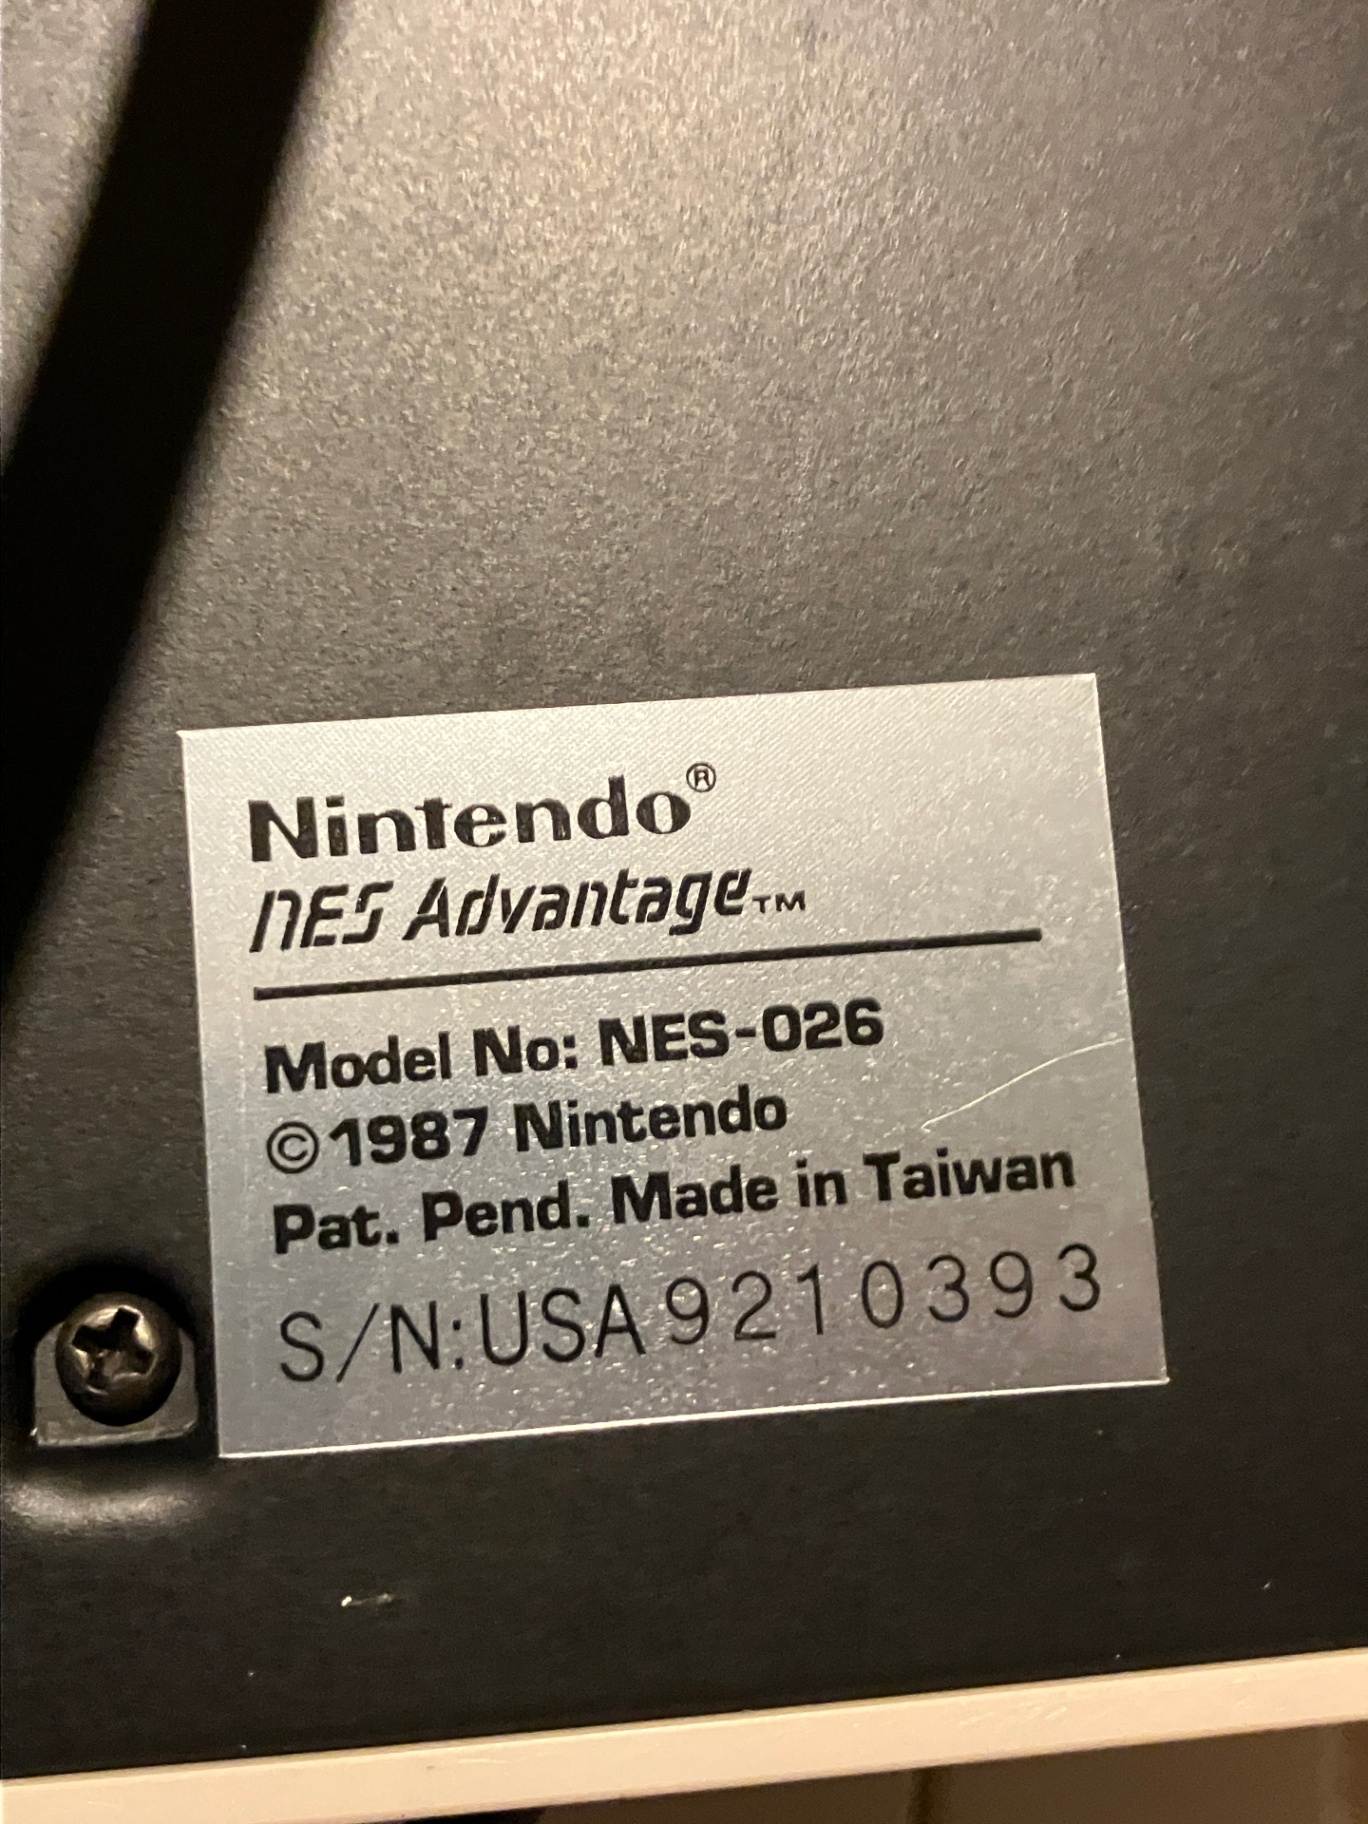 Nintendo®
NES Advantage™
Model No: NES-026
©1987 Nintendo
Pat. Pend. Made in Taiwan
S/N:USA9210393